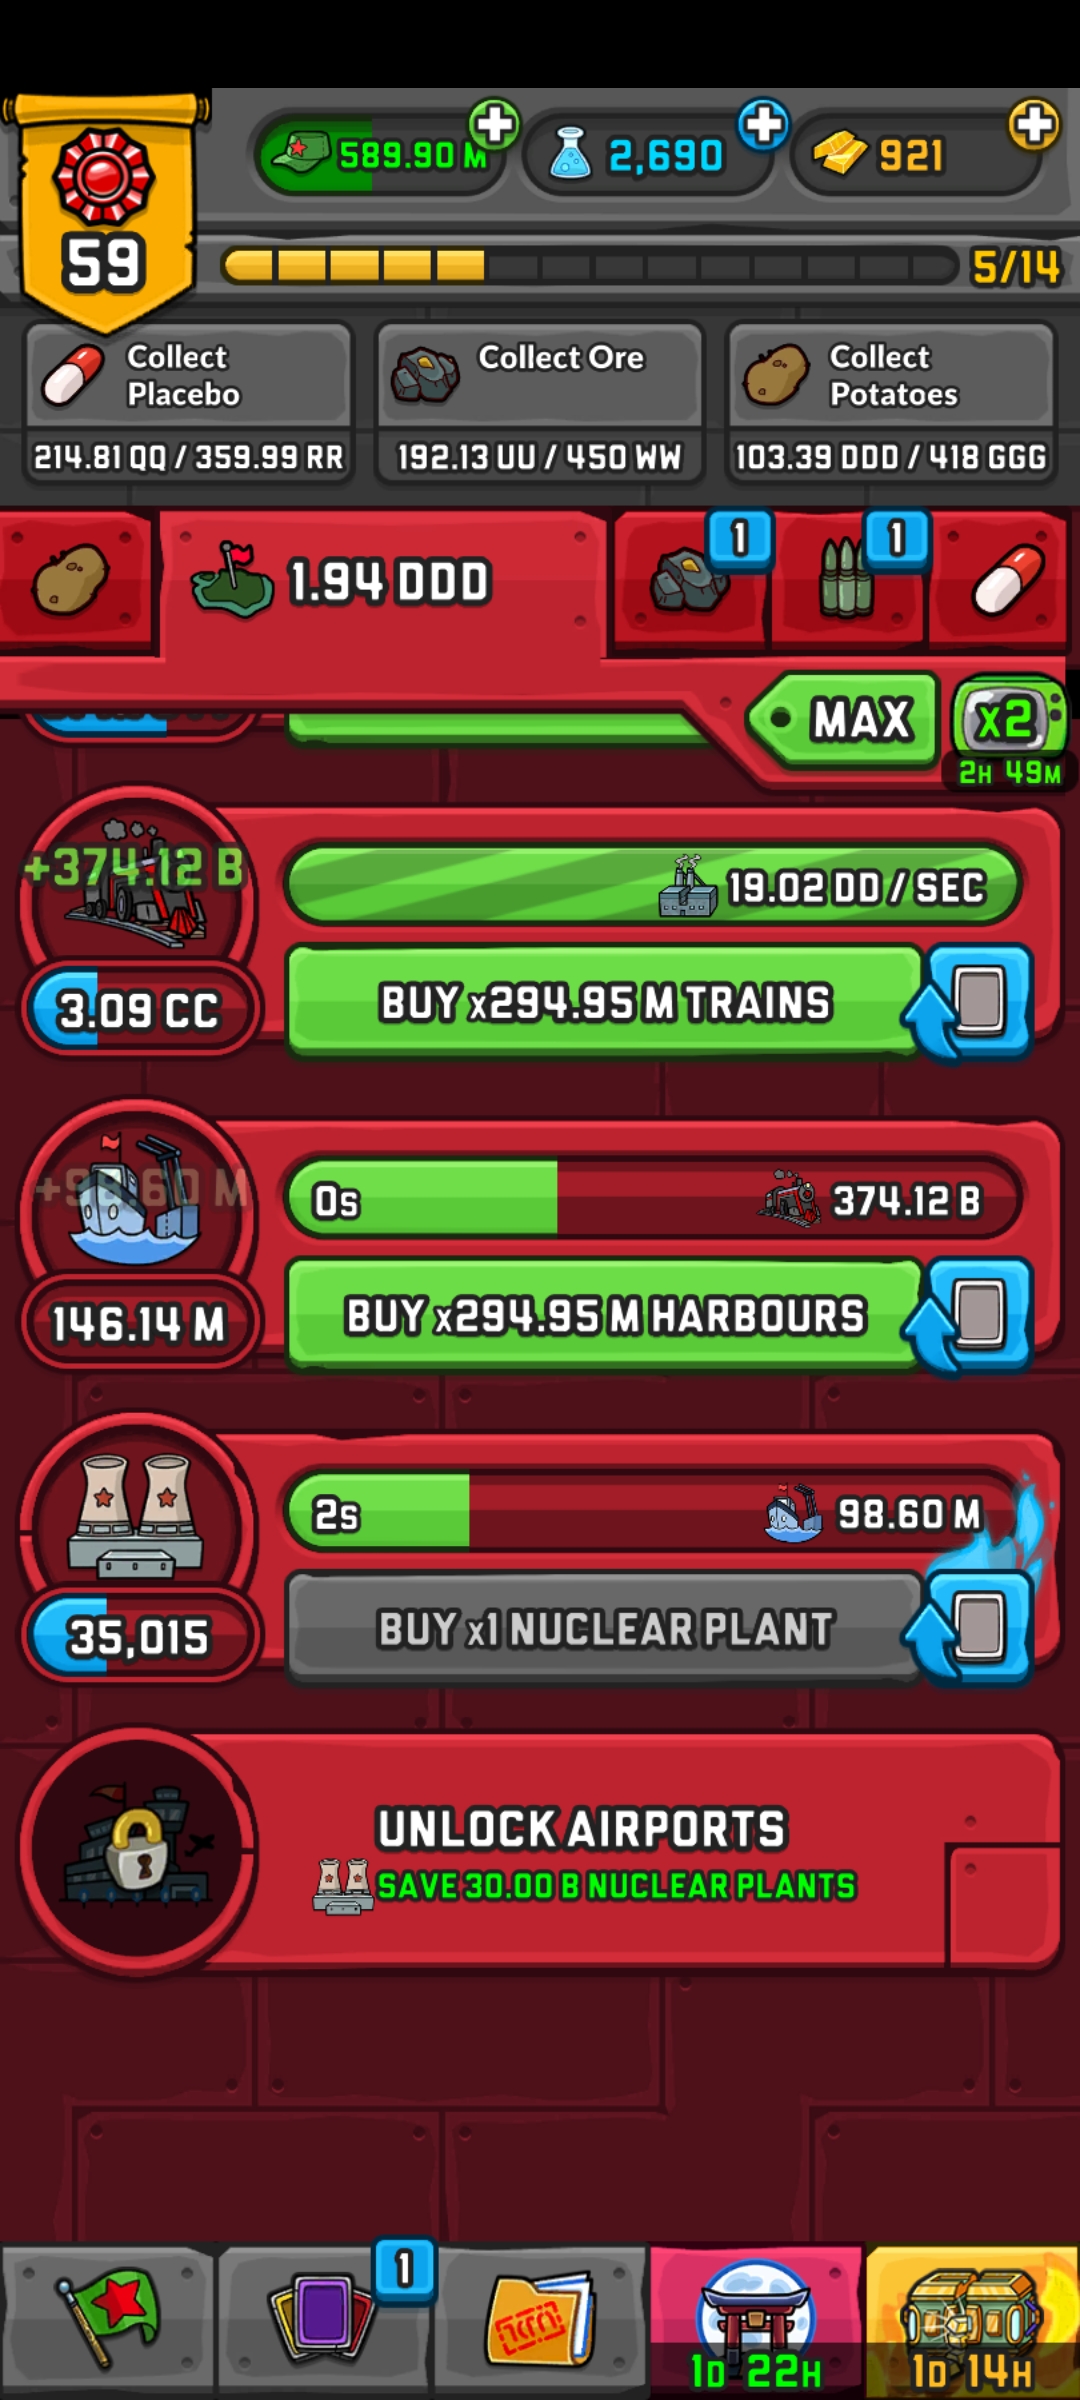 589.90 M
2,690
921
59
5/14
Collect
Placebo
214.81 QQ / 359.99 RR
Collect Ore
192.13 UU / 450 WW
Collect
Potatoes
103.39 DDD / 418 GGG
1.94 DDD
1
1
MAX
x2
2H 49M
+374.12 B
19.02 DD / SEC
3.09 CC
BUY x294.95 M TRAINS
+98.60 M
0s
374.12 B
146.14 M
BUY x294.95 M HARBOURS
2s
98.60 M
35,015
BUY x1 NUCLEAR PLANT
UNLOCK AIRPORTS
SAVE 30.00 B NUCLEAR PLANTS
1
1D 22H
1D 14H